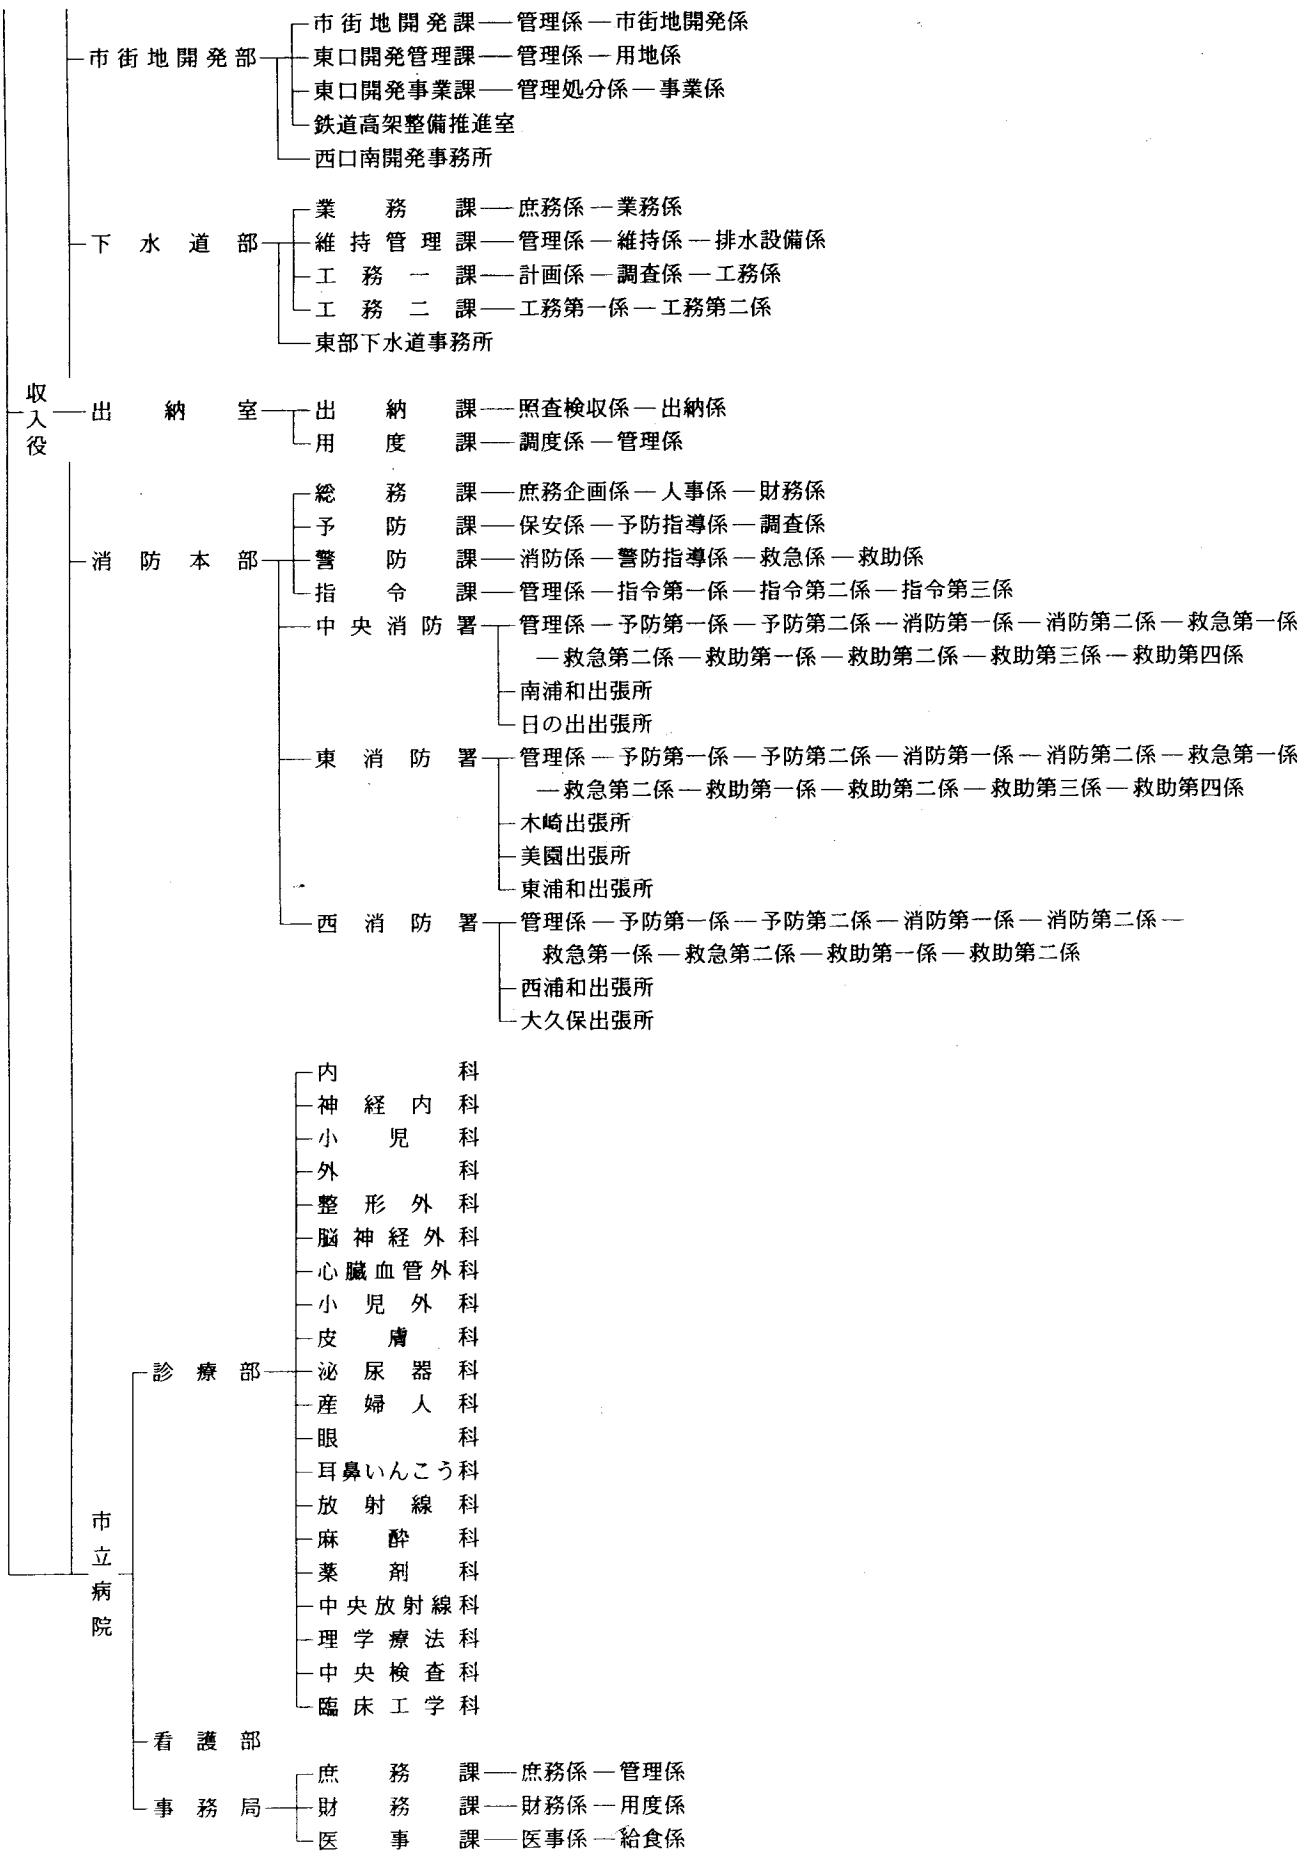 市街地開発課 管理係 市街地開発係
市街地開発部 東口開発管理課 管理係 用地係
東口開発事業課 管理処分係 事業係
鉄道高架整備推進室
西口南開発事務所
業務課 庶務係 業務係
下水道部 維持管理課 管理係 維持係 排水設備係
工務一課 計画係 調査係 工務係
工務二課 工務第一係 工務第二係
東部下水道事務所
収入役 出納室 出納課 照査検収係 出納係
用度課 調度係 管理係
総務課 庶務企画係 人事係 財務係
予防課 保安係 予防指導係 調査係
消防本部 警防課 消防係 警防指導係 救急係 救助係
指令課 管理係 指令第一係 指令第二係 指令第三係
中央消防署 管理係 予防第一係 予防第二係 消防第一係 消防第二係 救急第一係
救急第二係 救助第一係 救助第二係 救助第三係 救助第四係
南浦和出張所
日の出出張所
東消防署 管理係 予防第一係 予防第二係 消防第一係 消防第二係 救急第一係
救急第二係 救助第一係 救助第二係 救助第三係 救助第四係
木崎出張所
美園出張所
東浦和出張所
西消防署 管理係 予防第一係 予防第二係 消防第一係 消防第二係
救急第一係 救急第二係 救助第一係 救助第二係
西浦和出張所
大久保出張所
内科
神経内科
小児科
外科
整形外科
脳神経外科
心臓血管外科
小児外科
皮膚科
診療部 泌尿器科
産婦人科
眼科
耳鼻いんこう科
放射線科
麻酔科
市立病院 薬剤科
中央放射線科
理学療法科
中央検査科
臨床工学科
看護部
庶務課 庶務係 管理係
事務局 財務課 財務係 用度係
医事課 医事係 給食係